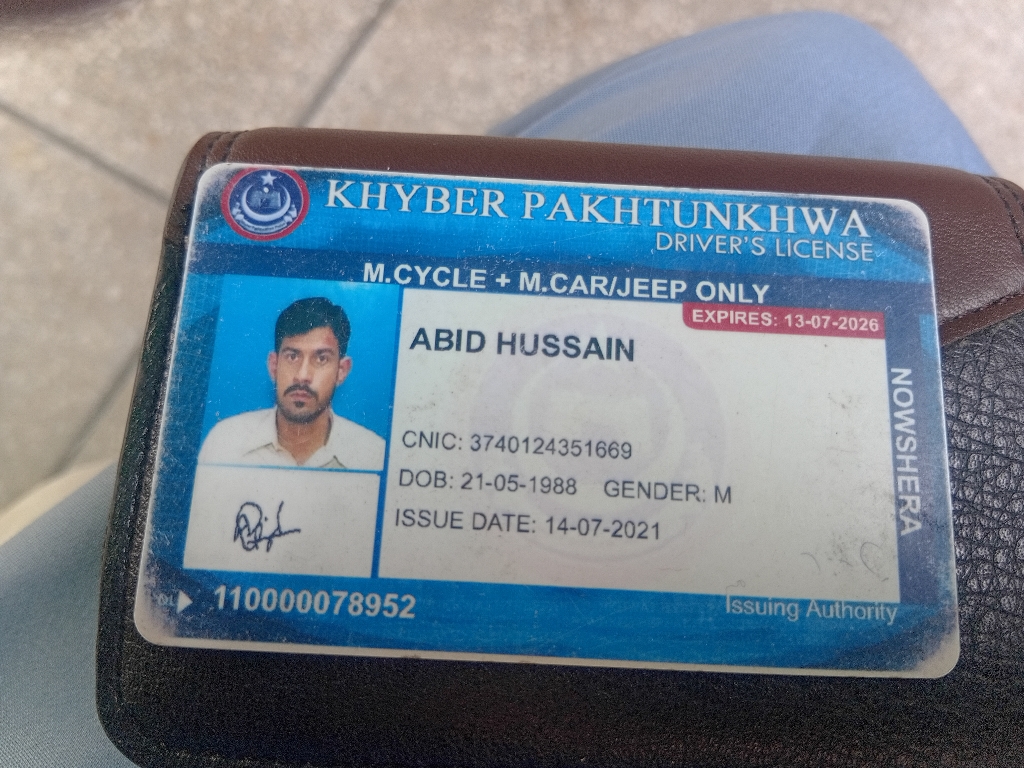 KHYBER PAKHTUNKHWA
DRIVER'S LICENSE
M.CYCLE + M.CAR/JEEP ONLY
EXPIRES: 13-07-2026
ABID HUSSAIN
CNIC: 3740124351669
DOB: 21-05-1988 GENDER: M
ISSUE DATE: 14-07-2021
NOWSHERA
110000078952
Issuing Authority